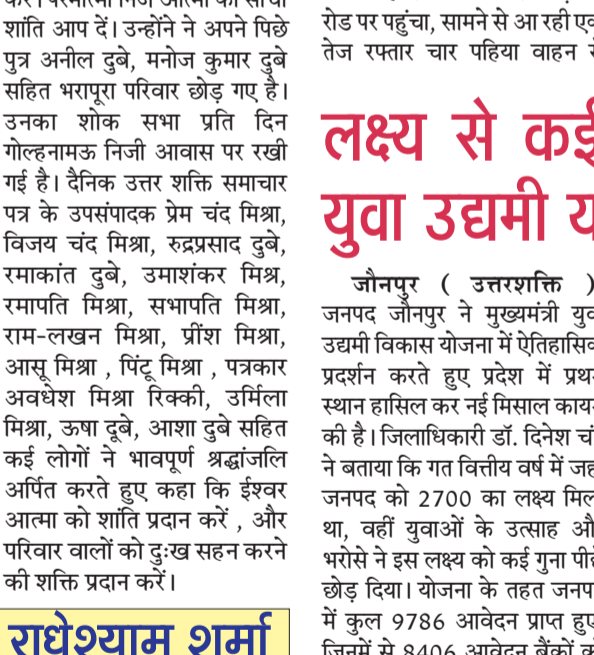 शांति आप दें। उन्होंने ने अपने पिछे
पुत्र अनील दुबे, मनोज कुमार दुबे
सहित भरापूरा परिवार छोड़ गए है।
उनका शोक सभा प्रति दिन
गोल्हनामऊ निजी आवास पर रखी
गई है। दैनिक उत्तर शक्ति समाचार
पत्र के उपसंपादक प्रेम चंद मिश्रा,
विजय चंद मिश्रा, रुद्रप्रसाद दुबे,
रमाकांत दुबे, उमाशंकर मिश्र,
रमापति मिश्रा, सभापति मिश्रा,
राम-लखन मिश्रा, प्रींश मिश्रा,
आसू मिश्रा , पिंटू मिश्रा , पत्रकार
अवधेश मिश्रा रिक्की, उर्मिला
मिश्रा, ऊषा दूबे, आशा दुबे सहित
कई लोगों ने भावपूर्ण श्रद्धांजलि
अर्पित करते हुए कहा कि ईश्वर
आत्मा को शांति प्रदान करें , और
परिवार वालों को दुःख सहन करने
की शक्ति प्रदान करें।
राधेश्याम शर्मा
रोड पर पहुंचा, सामने से आ रही
तेज रफ्तार चार पहिया वाहन
लक्ष्य से कई
युवा उद्यमी
जौनपुर ( उत्तरशक्ति )
जनपद जौनपुर ने मुख्यमंत्री
उद्यमी विकास योजना में
प्रदर्शन करते हुए प्रदेश में
स्थान हासिल कर नई मिसाल
की है। जिलाधिकारी डॉ. दिनेश
ने बताया कि गत वित्तीय वर्ष में
जनपद को 2700 का लक्ष्य
था, वहीं युवाओं के उत्साह
भरोसे ने इस लक्ष्य को कई गुना
छोड़ दिया। योजना के तहत
में कुल 9786 आवेदन प्राप्त
जिनमें से 8406 आवेदन बैंकों